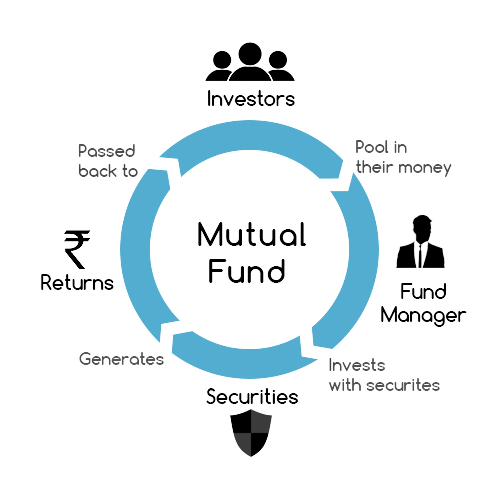 Investors
Pool in
their money
Fund
Manager
Invests
with securites
Securities
Generates
₹
Returns
Passed
back to
Mutual
Fund